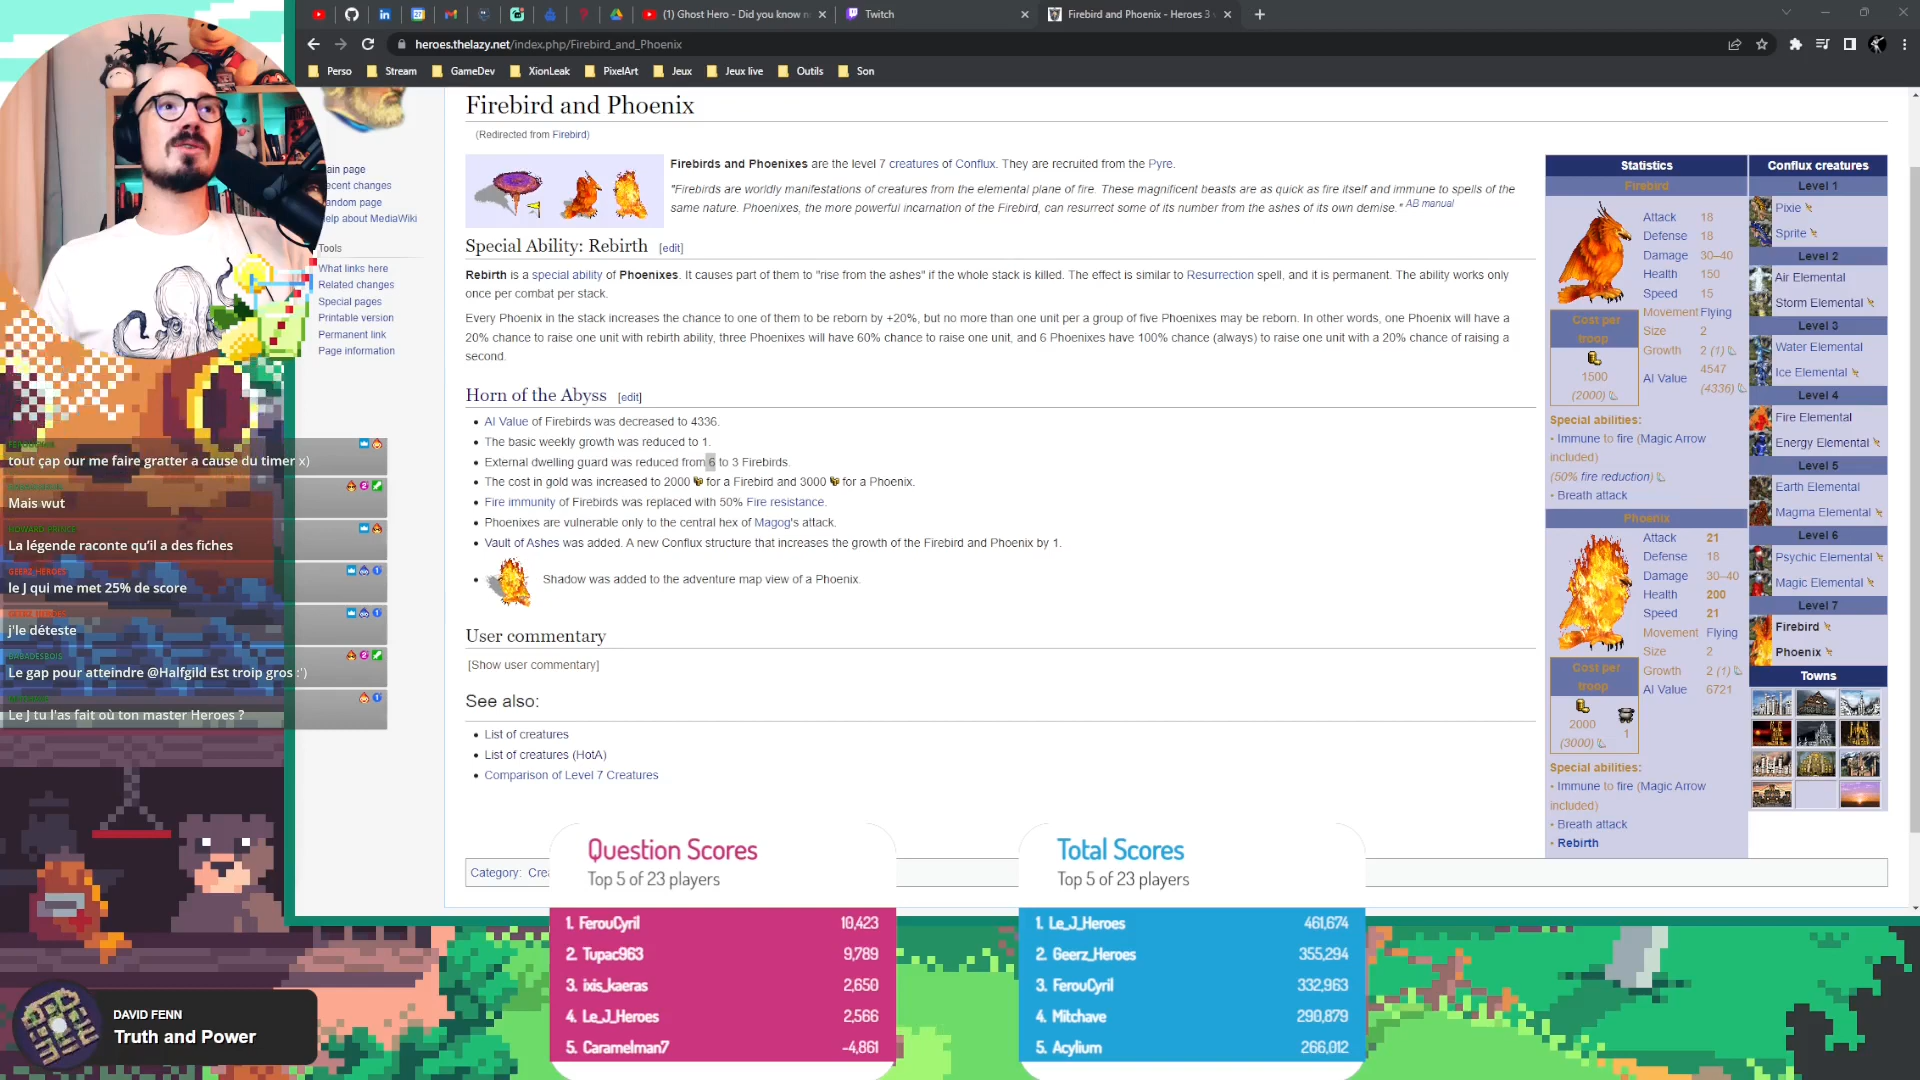 (1) Ghost Hero - Did you know n
Twitch
Firebird and Phoenix - Heroes 3
heroes.thelazy.net/index.php/Firebird_and_Phoenix
Perso
Stream
GameDev
XionLeak
PixelArt
Jeux
Jeux live
Outils
Son
ain page
ecent changes
andom page
elp about MediaWiki
Tools
What links here
Related changes
Special pages
Printable version
Permanent link
Page information
Firebird and Phoenix
(Redirected from Firebird)
Firebirds and Phoenixes are the level 7 creatures of Conflux. They are recruited from the Pyre.
"Firebirds are worldly manifestations of creatures from the elemental plane of fire. These magnificent beasts are as quick as fire itself and immune to spells of the
same nature. Phoenixes, the more powerful incarnation of the Firebird, can resurrect some of its number from the ashes of its own demise." AB manual
Special Ability: Rebirth [edit]
Rebirth is a special ability of Phoenixes. It causes part of them to "rise from the ashes" if the whole stack is killed. The effect is similar to Resurrection spell, and it is permanent. The ability works only
once per combat per stack.
Every Phoenix in the stack increases the chance to one of them to be reborn by +20%, but no more than one unit per a group of five Phoenixes may be reborn. In other words, one Phoenix will have a
20% chance to raise one unit with rebirth ability, three Phoenixes will have 60% chance to raise one unit, and 6 Phoenixes have 100% chance (always) to raise one unit with a 20% chance of raising a
second.
Horn of the Abyss [edit]
• AI Value of Firebirds was decreased to 4336.
• The basic weekly growth was reduced to 1.
• External dwelling guard was reduced from 6 to 3 Firebirds.
• The cost in gold was increased to 2000 for a Firebird and 3000 for a Phoenix.
• Fire immunity of Firebirds was replaced with 50% Fire resistance.
• Phoenixes are vulnerable only to the central hex of Magog's attack.
• Vault of Ashes was added. A new Conflux structure that increases the growth of the Firebird and Phoenix by 1.
• Shadow was added to the adventure map view of a Phoenix.
User commentary
[Show user commentary]
See also:
• List of creatures
• List of creatures (HotA)
• Comparison of Level 7 Creatures
Category: Crea
Statistics
Firebird
Attack 18
Defense 18
Damage 30–40
Health 150
Speed 15
Movement Flying
Size 2
Growth 2 (1)
AI Value 4547
(4336)
Cost per
troop
1500
(2000)
Special abilities:
• Immune to fire (Magic Arrow
included)
(50% fire reduction)
• Breath attack
Phoenix
Attack 21
Defense 18
Damage 30–40
Health 200
Speed 21
Movement Flying
Size 2
Growth 2 (1)
AI Value 6721
Cost per
troop
2000 1
(3000)
Special abilities:
• Immune to fire (Magic Arrow
included)
• Breath attack
• Rebirth
Conflux creatures
Level 1
Pixie
Sprite
Level 2
Air Elemental
Storm Elemental
Level 3
Water Elemental
Ice Elemental
Level 4
Fire Elemental
Energy Elemental
Level 5
Earth Elemental
Magma Elemental
Level 6
Psychic Elemental
Magic Elemental
Level 7
Firebird
Phoenix
Towns
tout çap our me faire gratter a cause du timer x)
Mais wut
HOWARD FRANCE
La légende raconte qu'il a des fiches
GEERZ HEROES
le J qui me met 25% de score
j'le déteste
BABADESBOIS
Le gap pour atteindre @Halfgild Est troip gros :')
Le J tu l'as fait où ton master Heroes ?
Question Scores
Top 5 of 23 players
1. FerouCyril 10,423
2. Tupac963 9,789
3. ixis_kaeras 2,650
4. Le_J_Heroes 2,566
5. Caramelman7 -4,861
Total Scores
Top 5 of 23 players
1. Le_J_Heroes 461,674
2. Geerz_Heroes 355,294
3. FerouCyril 332,963
4. Mitchave 290,879
5. Acylium 266,012
DAVID FENN
Truth and Power